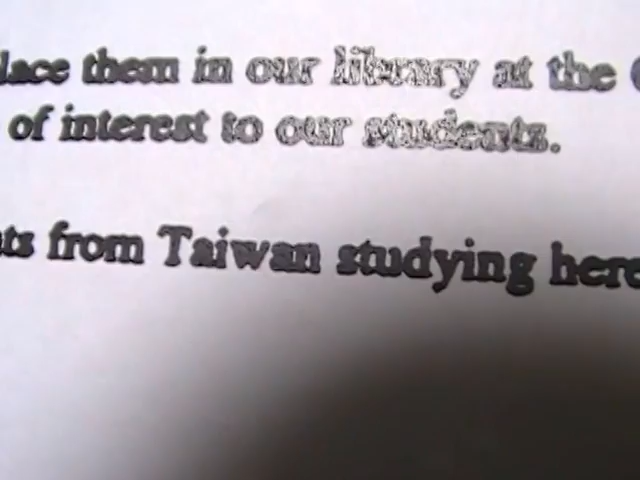 lace them in our library at the
of interest to our students.
ts from Taiwan studying here